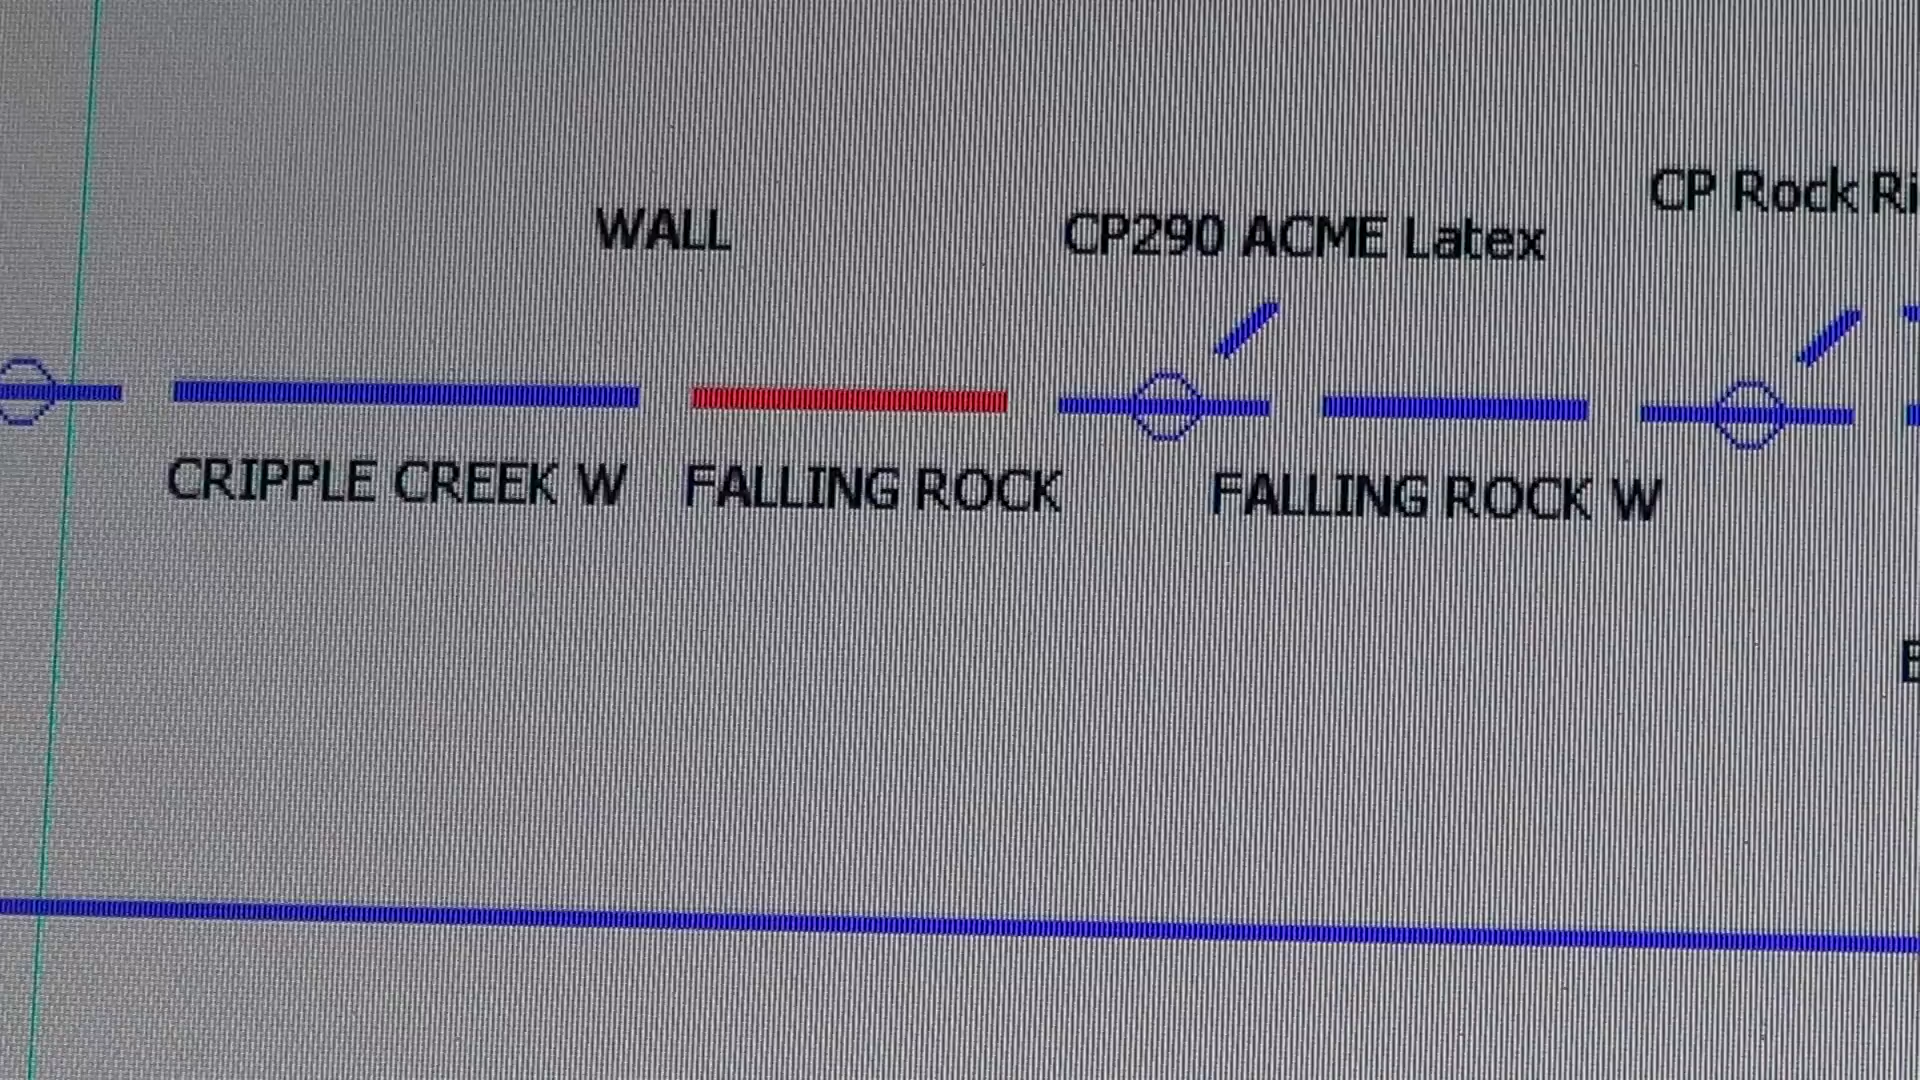 WALL
CP290 ACME Latex
CP Rock Ri
CRIPPLE CREEK W
FALLING ROCK
FALLING ROCK W